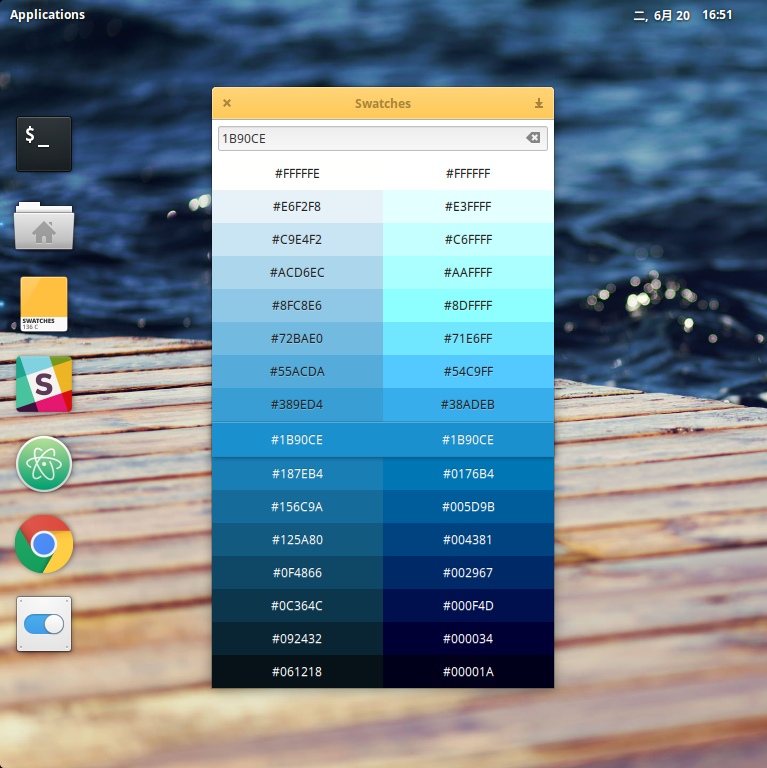 Applications
二, 6月 20 16:51
Swatches
1B90CE
#FFFFFE #FFFFFF
#E6F2F8 #E3FFFF
#C9E4F2 #C6FFFF
#ACD6EC #AAFFFF
#8FC8E6 #8DFFFF
#72BAE0 #71E6FF
#55ACDA #54C9FF
#389ED4 #38ADEB
#1B90CE #1B90CE
#187EB4 #0176B4
#156C9A #005D9B
#125A80 #004381
#0F4866 #002967
#0C364C #000F4D
#092432 #000034
#061218 #00001A
$ _
SWATCHES
136 C
S